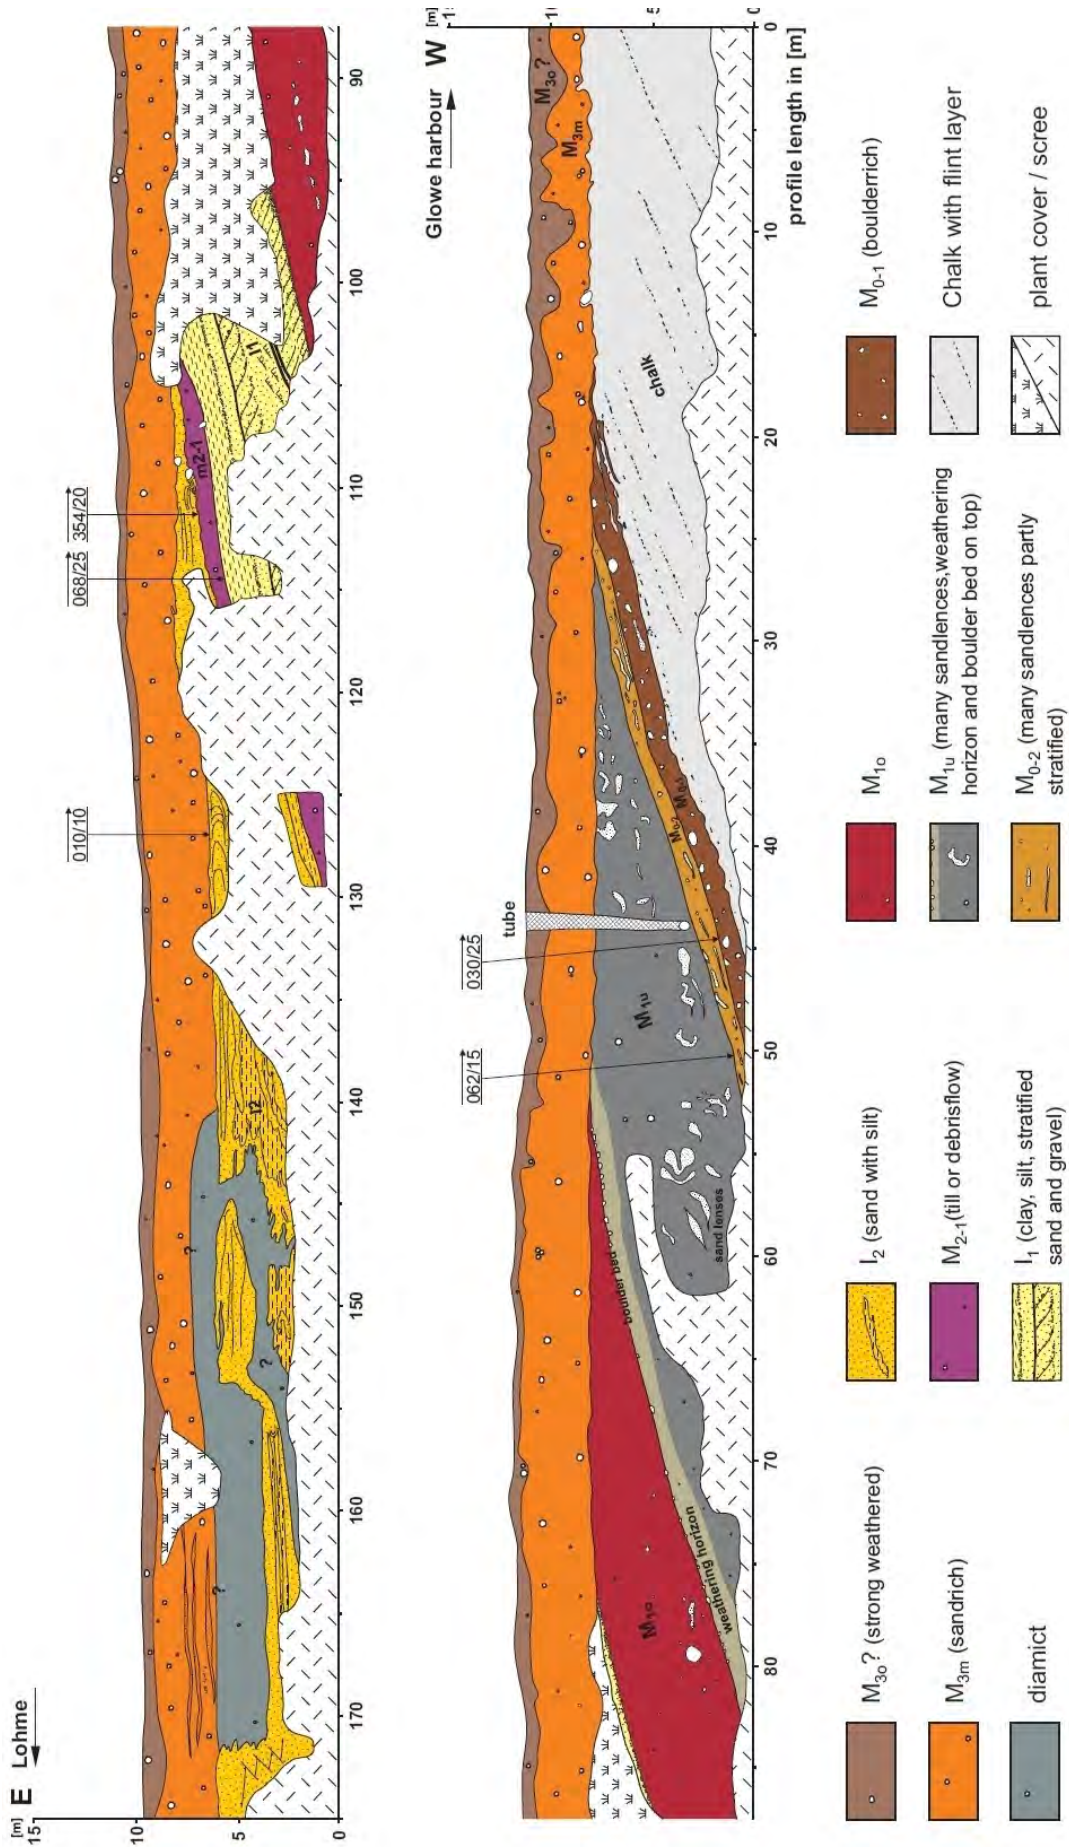 E Lohme
[m]
15
10
5
0
170
160
150
140
130
120
110
100
90
010/10
068/25
354/20
?
?
?
I2
m2-1
I1
Glowe harbour W
[m]
15
10
5
0
062/15
030/25
tube
M3o?
M3m
M1o
boulder bed
weathering horizon
sand lenses
M1u
M0-2
M0-1
chalk
80
70
60
50
40
30
20
10
0
profile length in [m]
M3o? (strong weathered)
M3m (sandrich)
diamict
I2 (sand with silt)
M2-1(till or debrisflow)
I1 (clay, silt, stratified
sand and gravel)
M1o
M1u (many sandlences,weathering
horizon and boulder bed on top)
M0-2 (many sandlences partly
stratified)
M0-1 (boulderrich)
Chalk with flint layer
plant cover / scree